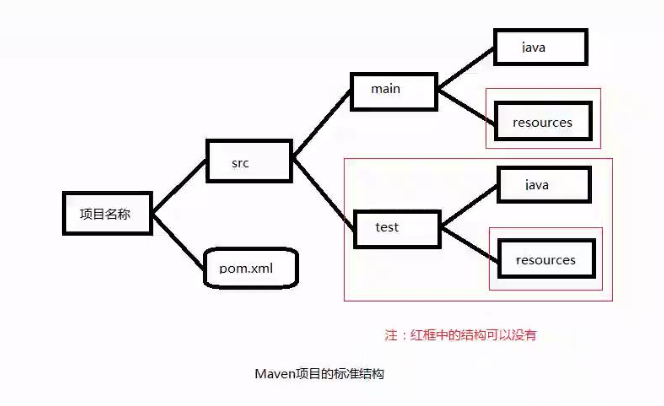 java
main
resources
src
java
项目名称
test
resources
pom.xml
注：红框中的结构可以没有
Maven项目的标准结构